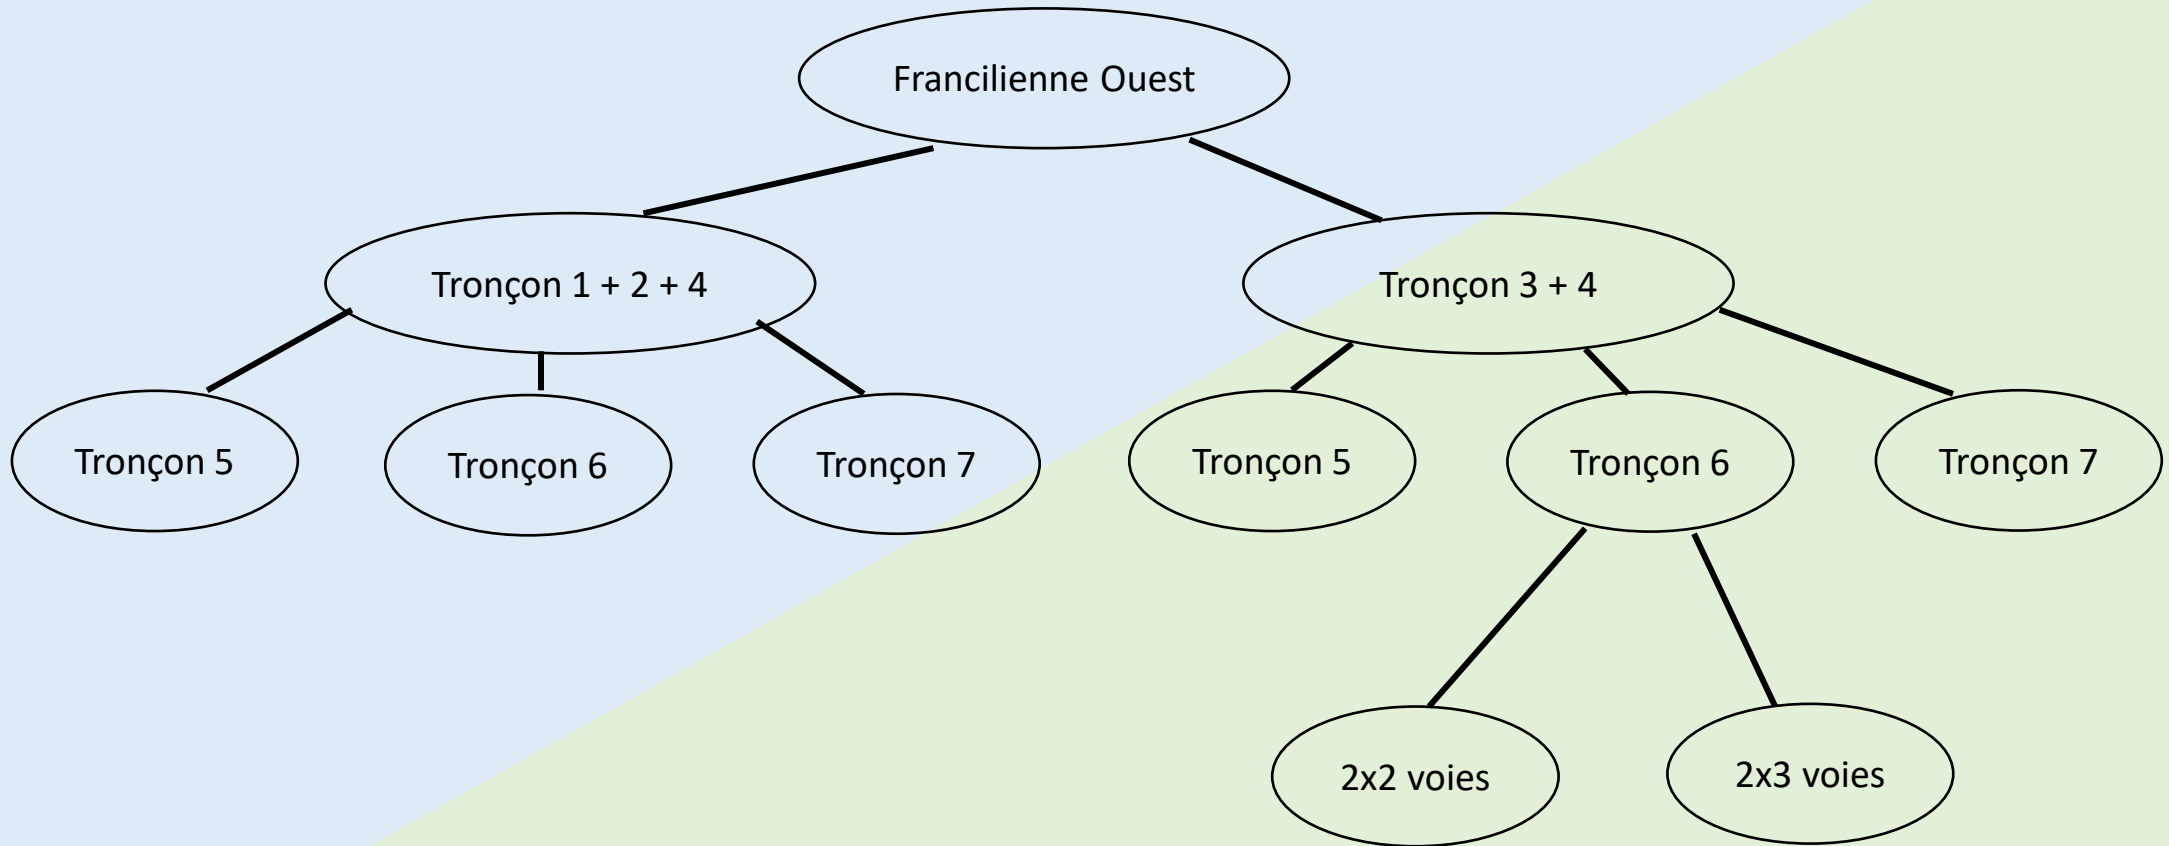 Francilienne Ouest
Tronçon 1 + 2 + 4
Tronçon 3 + 4
Tronçon 5
Tronçon 6
Tronçon 7
Tronçon 5
Tronçon 6
Tronçon 7
2x2 voies
2x3 voies